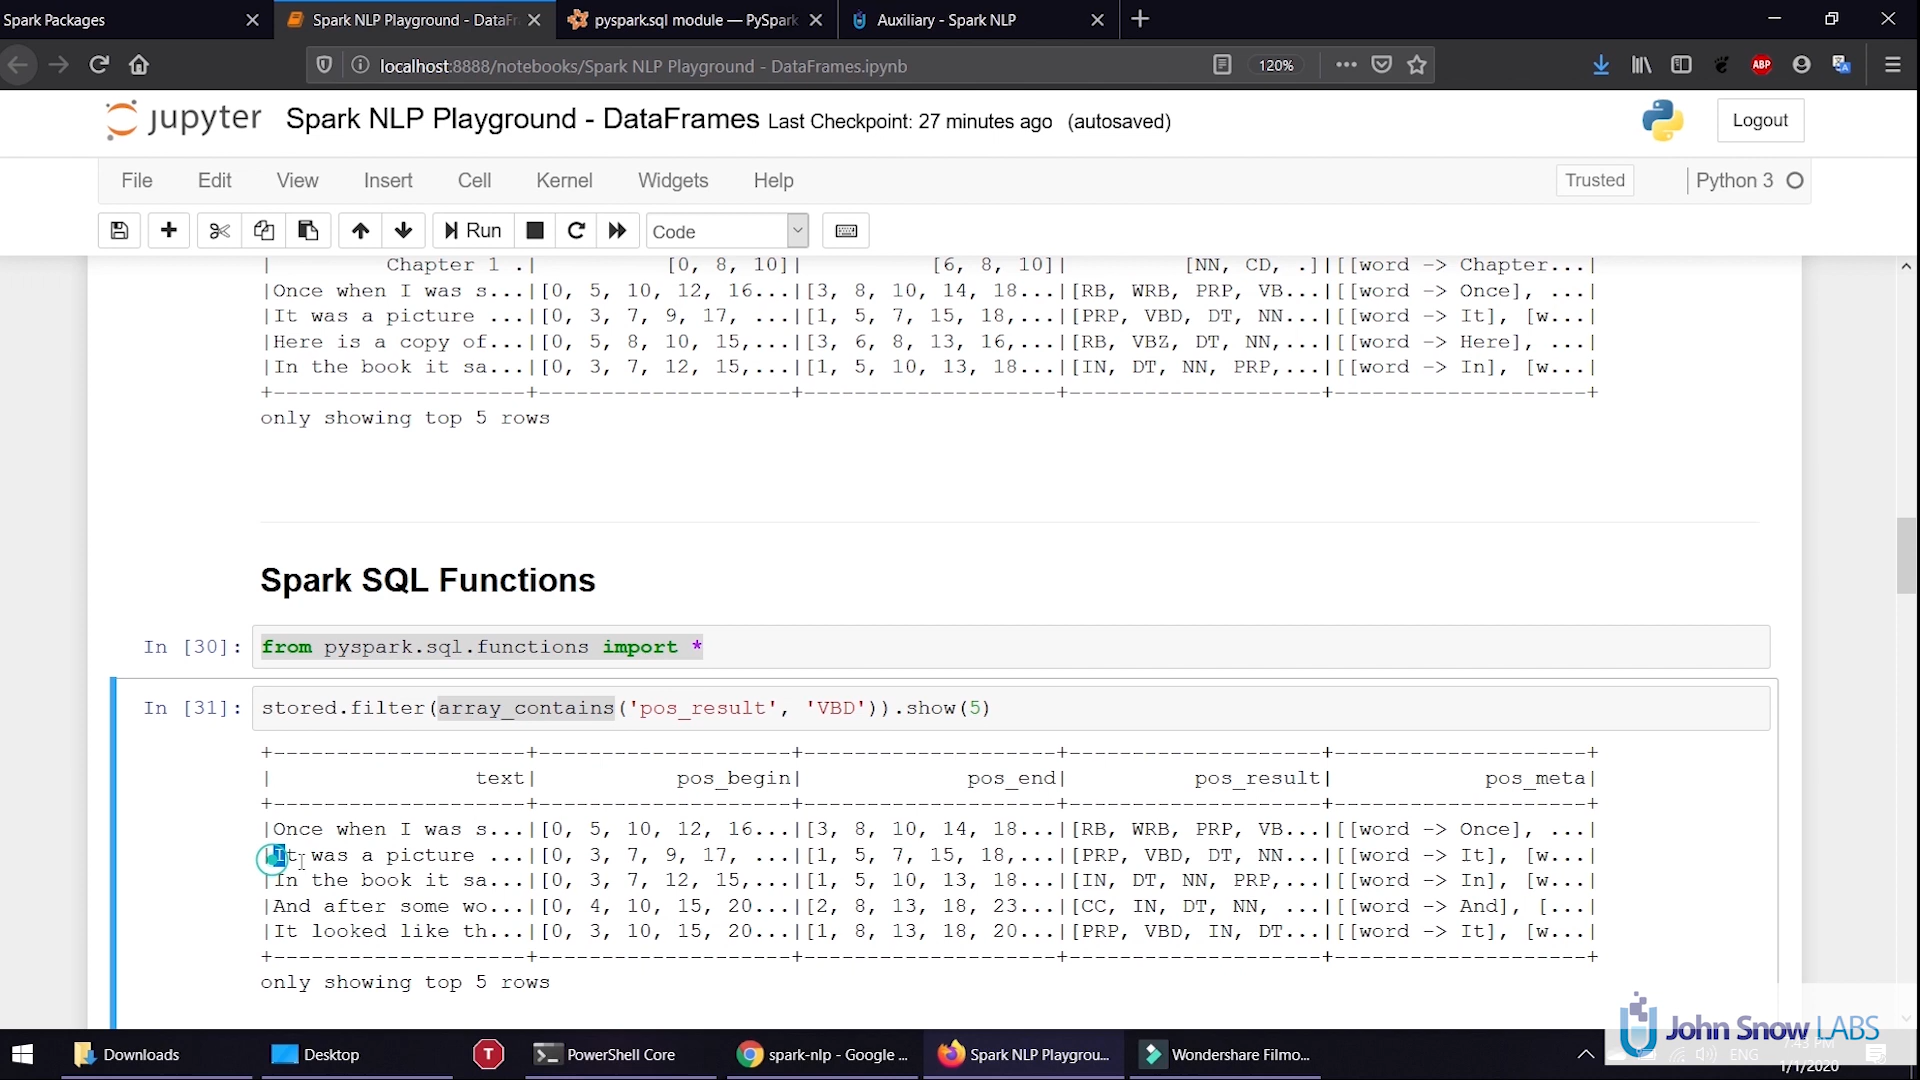 Spark Packages
Spark NLP Playground - DataFr
pyspark.sql module — PySpark
Auxiliary - Spark NLP
localhost:8888/notebooks/Spark NLP Playground - DataFrames.ipynb
120%
ABP
jupyter Spark NLP Playground - DataFrames Last Checkpoint: 27 minutes ago (autosaved)
Logout
File Edit View Insert Cell Kernel Widgets Help
Trusted
Python 3
Run
Code
| Chapter 1 .| [0, 8, 10]| [6, 8, 10]| [NN, CD, .]|[[word -> Chapter...|
|Once when I was s...|[0, 5, 10, 12, 16...|[3, 8, 10, 14, 18...|[RB, WRB, PRP, VB...|[[word -> Once], ...|
|It was a picture ...|[0, 3, 7, 9, 17, ...|[1, 5, 7, 15, 18,...|[PRP, VBD, DT, NN...|[[word -> It], [w...|
|Here is a copy of...|[0, 5, 8, 10, 15,...|[3, 6, 8, 13, 16,...|[RB, VBZ, DT, NN,...|[[word -> Here], ...|
|In the book it sa...|[0, 3, 7, 12, 15,...|[1, 5, 10, 13, 18...|[IN, DT, NN, PRP,...|[[word -> In], [w...|
+--------------------+--------------------+--------------------+--------------------+--------------------+
only showing top 5 rows
Spark SQL Functions
In [30]: from pyspark.sql.functions import *
In [31]: stored.filter(array_contains('pos_result', 'VBD')).show(5)
+--------------------+--------------------+--------------------+--------------------+--------------------+
| text| pos_begin| pos_end| pos_result| pos_meta|
+--------------------+--------------------+--------------------+--------------------+--------------------+
|Once when I was s...|[0, 5, 10, 12, 16...|[3, 8, 10, 14, 18...|[RB, WRB, PRP, VB...|[[word -> Once], ...|
|It was a picture ...|[0, 3, 7, 9, 17, ...|[1, 5, 7, 15, 18,...|[PRP, VBD, DT, NN...|[[word -> It], [w...|
|In the book it sa...|[0, 3, 7, 12, 15,...|[1, 5, 10, 13, 18...|[IN, DT, NN, PRP,...|[[word -> In], [w...|
|And after some wo...|[0, 4, 10, 15, 20...|[2, 8, 13, 18, 23...|[CC, IN, DT, NN, ...|[[word -> And], [...|
|It looked like th...|[0, 3, 10, 15, 20...|[1, 8, 13, 18, 20...|[PRP, VBD, IN, DT...|[[word -> It], [w...|
+--------------------+--------------------+--------------------+--------------------+--------------------+
only showing top 5 rows
John Snow LABS
Downloads
Desktop
T
PowerShell Core
spark-nlp - Google ...
Spark NLP Playgrou...
Wondershare Filmo...
ENG
7:43 PM
1/1/2020